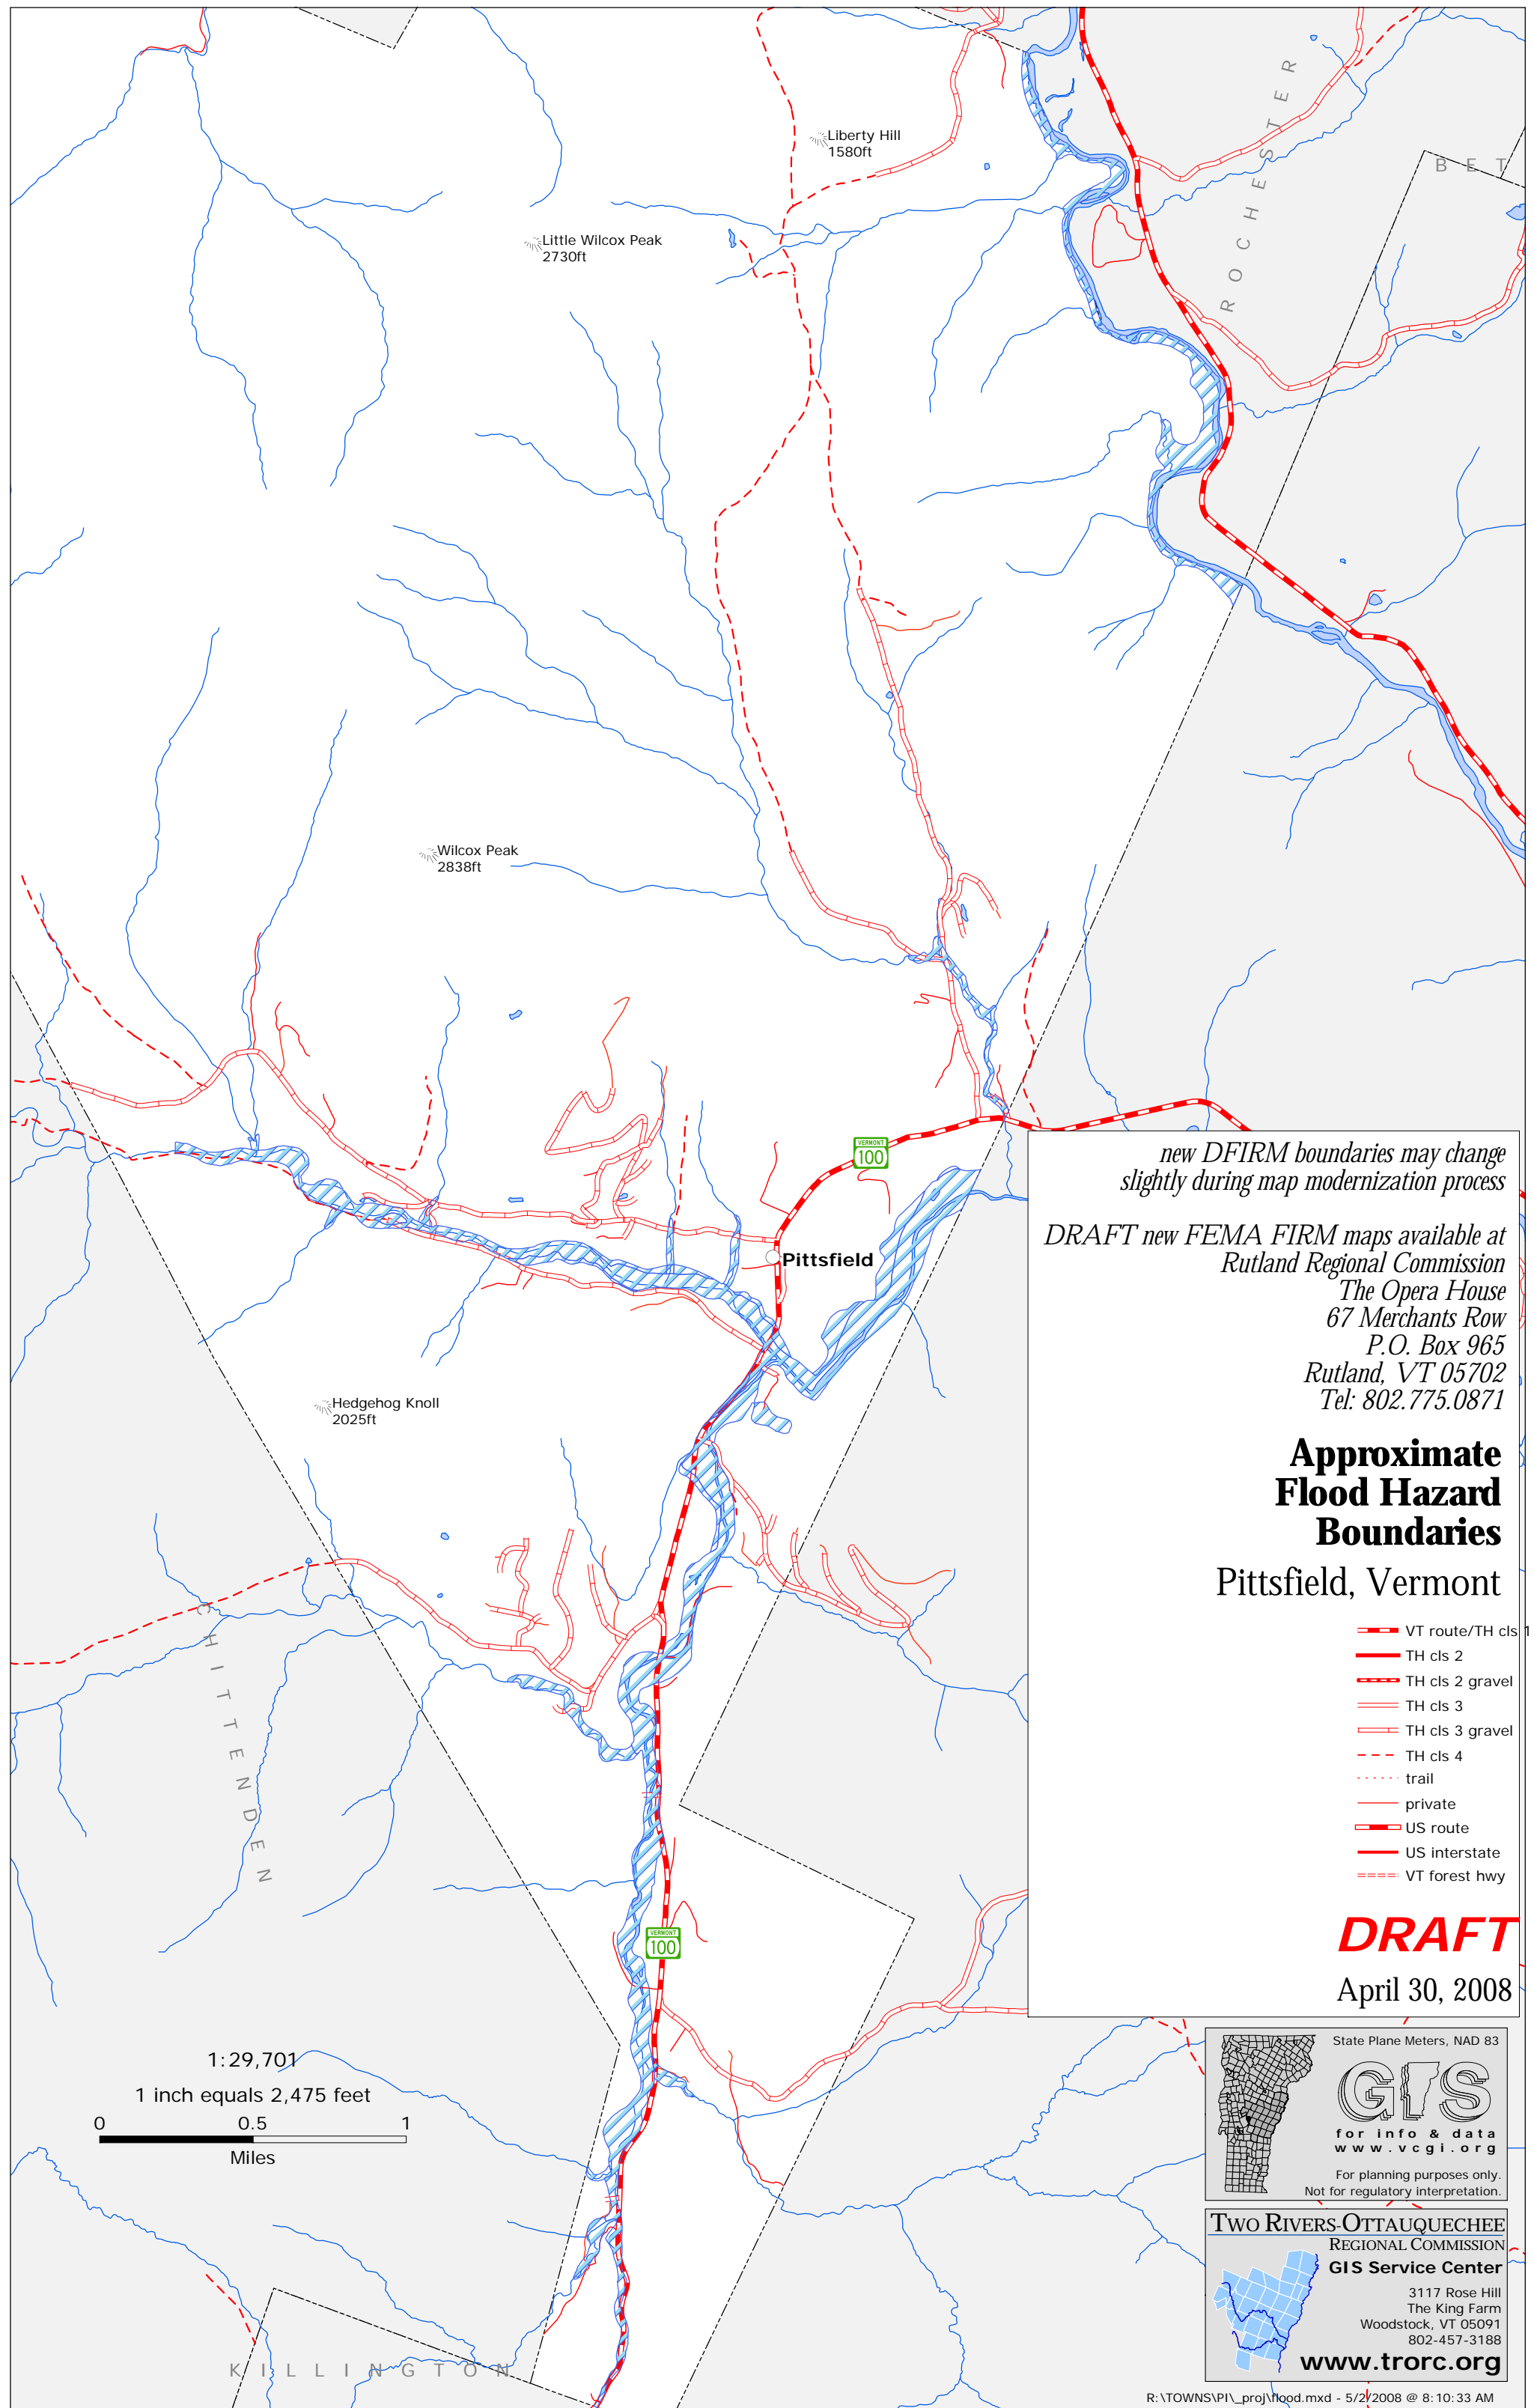 Liberty Hill
1580ft
ROCHESTER
BET
Little Wilcox Peak
2730ft
Wilcox Peak
2838ft
VERMONT
100
Pittsfield
Hedgehog Knoll
2025ft
CHITTENDEN
VERMONT
100
KILLINGTON
1:29,701
1 inch equals 2,475 feet
0 0.5 1
Miles
new DFIRM boundaries may change
slightly during map modernization process
DRAFT new FEMA FIRM maps available at
Rutland Regional Commission
The Opera House
67 Merchants Row
P.O. Box 965
Rutland, VT 05702
Tel: 802.775.0871
Approximate
Flood Hazard
Boundaries
Pittsfield, Vermont
VT route/TH cls 1
TH cls 2
TH cls 2 gravel
TH cls 3
TH cls 3 gravel
TH cls 4
trail
private
US route
US interstate
VT forest hwy
DRAFT
April 30, 2008
State Plane Meters, NAD 83
GIS
for info & data
www.vcgi.org
For planning purposes only.
Not for regulatory interpretation.
TWO RIVERS-OTTAUQUECHEE
REGIONAL COMMISSION
GIS Service Center
3117 Rose Hill
The King Farm
Woodstock, VT 05091
802-457-3188
www.trorc.org
R:\TOWNS\PI\_proj\flood.mxd - 5/2/2008 @ 8:10:33 AM